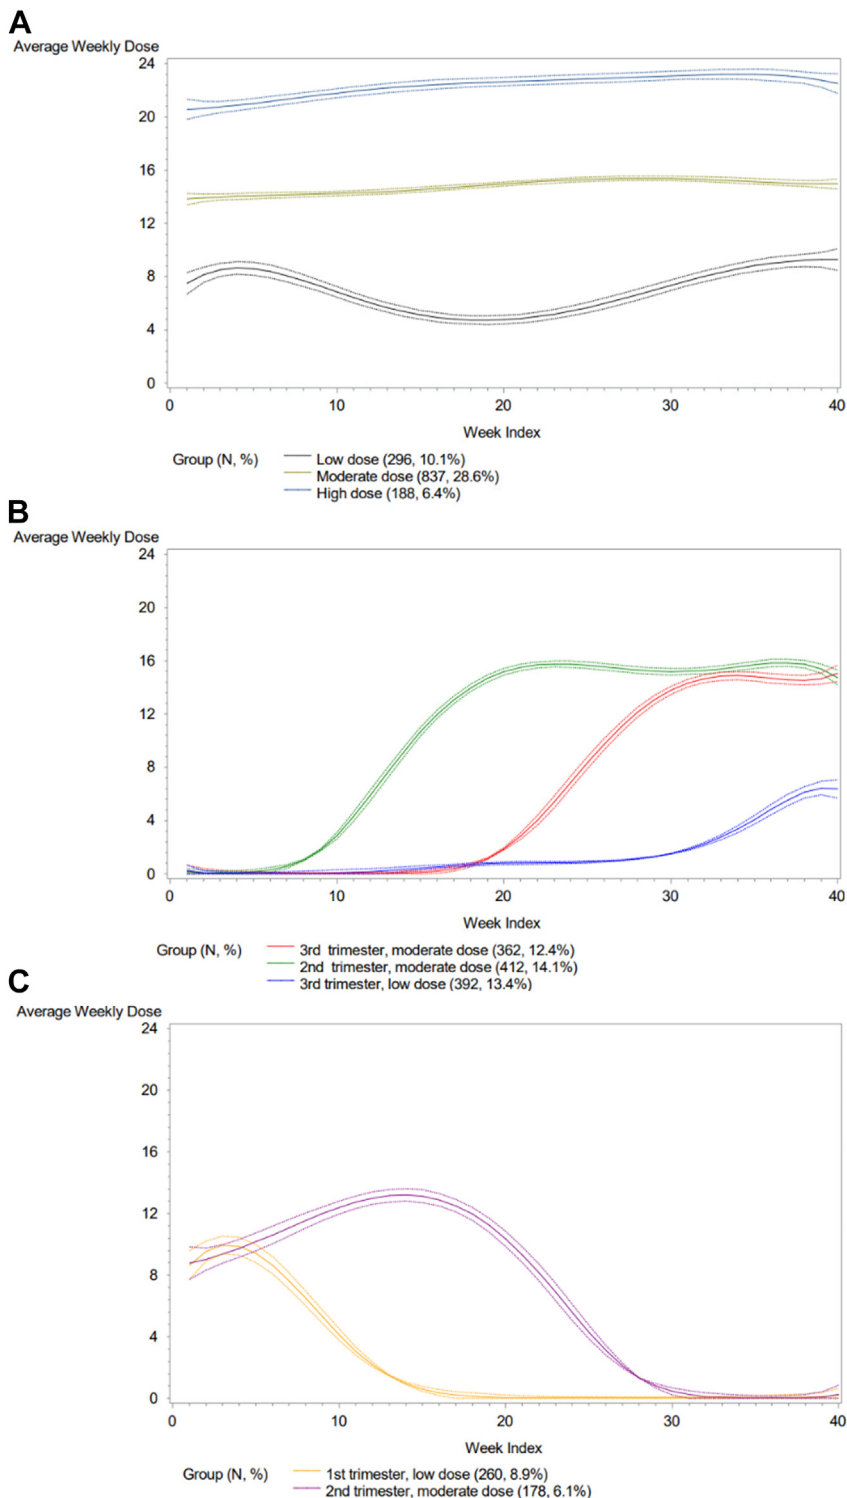 A
Average Weekly Dose
24
20
16
12
8
4
0
0 10 20 30 40
Week Index
Group (N, %)
Low dose (296, 10.1%)
Moderate dose (837, 28.6%)
High dose (188, 6.4%)
B
Average Weekly Dose
24
20
16
12
8
4
0
0 10 20 30 40
Week Index
Group (N, %)
3rd trimester, moderate dose (362, 12.4%)
2nd trimester, moderate dose (412, 14.1%)
3rd trimester, low dose (392, 13.4%)
C
Average Weekly Dose
24
20
16
12
8
4
0
0 10 20 30 40
Week Index
Group (N, %)
1st trimester, low dose (260, 8.9%)
2nd trimester, moderate dose (178, 6.1%)